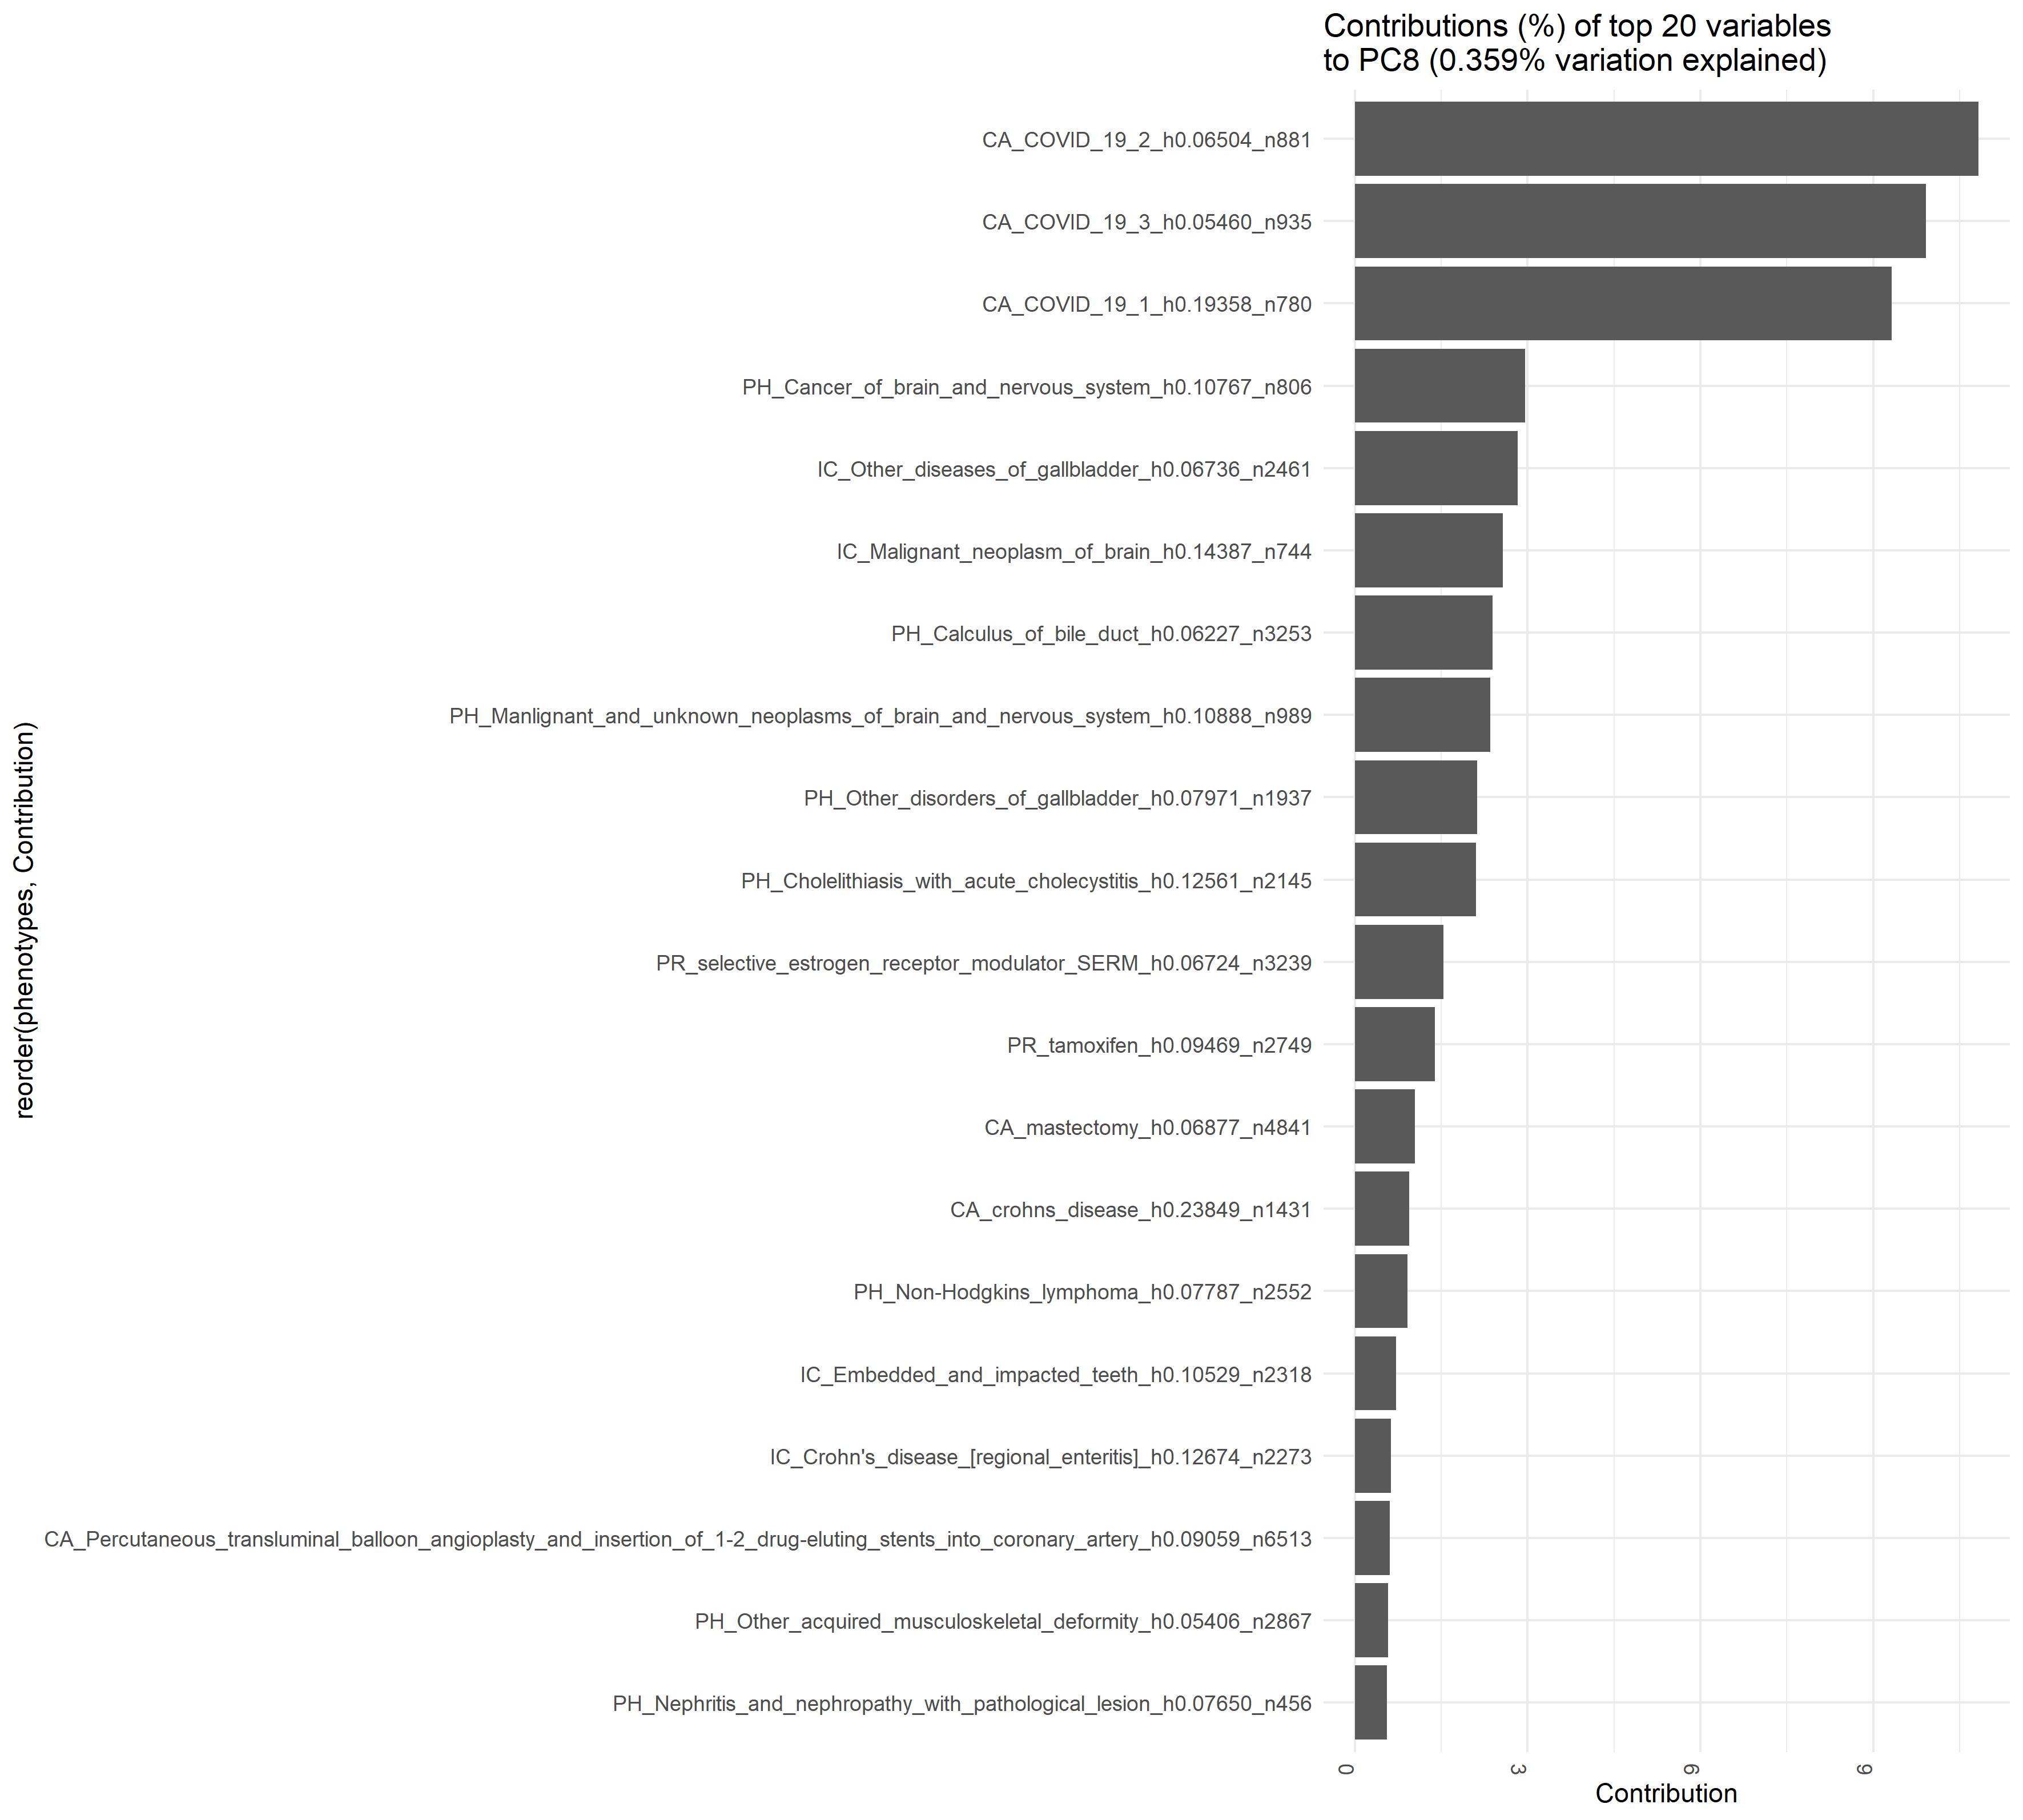 Contributions (%) of top 20 variables
to PC8 (0.359% variation explained)
CA_COVID_19_2_h0.06504_n881
CA_COVID_19_3_h0.05460_n935
CA_COVID_19_1_h0.19358_n780
PH_Cancer_of_brain_and_nervous_system_h0.10767_n806
IC_Other_diseases_of_gallbladder_h0.06736_n2461
IC_Malignant_neoplasm_of_brain_h0.14387_n744
PH_Calculus_of_bile_duct_h0.06227_n3253
PH_Manlignant_and_unknown_neoplasms_of_brain_and_nervous_system_h0.10888_n989
PH_Other_disorders_of_gallbladder_h0.07971_n1937
PH_Cholelithiasis_with_acute_cholecystitis_h0.12561_n2145
PR_selective_estrogen_receptor_modulator_SERM_h0.06724_n3239
PR_tamoxifen_h0.09469_n2749
CA_mastectomy_h0.06877_n4841
CA_crohns_disease_h0.23849_n1431
PH_Non-Hodgkins_lymphoma_h0.07787_n2552
IC_Embedded_and_impacted_teeth_h0.10529_n2318
IC_Crohn's_disease_[regional_enteritis]_h0.12674_n2273
CA_Percutaneous_transluminal_balloon_angioplasty_and_insertion_of_1-2_drug-eluting_stents_into_coronary_artery_h0.09059_n6513
PH_Other_acquired_musculoskeletal_deformity_h0.05406_n2867
PH_Nephritis_and_nephropathy_with_pathological_lesion_h0.07650_n456
reorder(phenotypes, Contribution)
0 3 6 9
Contribution